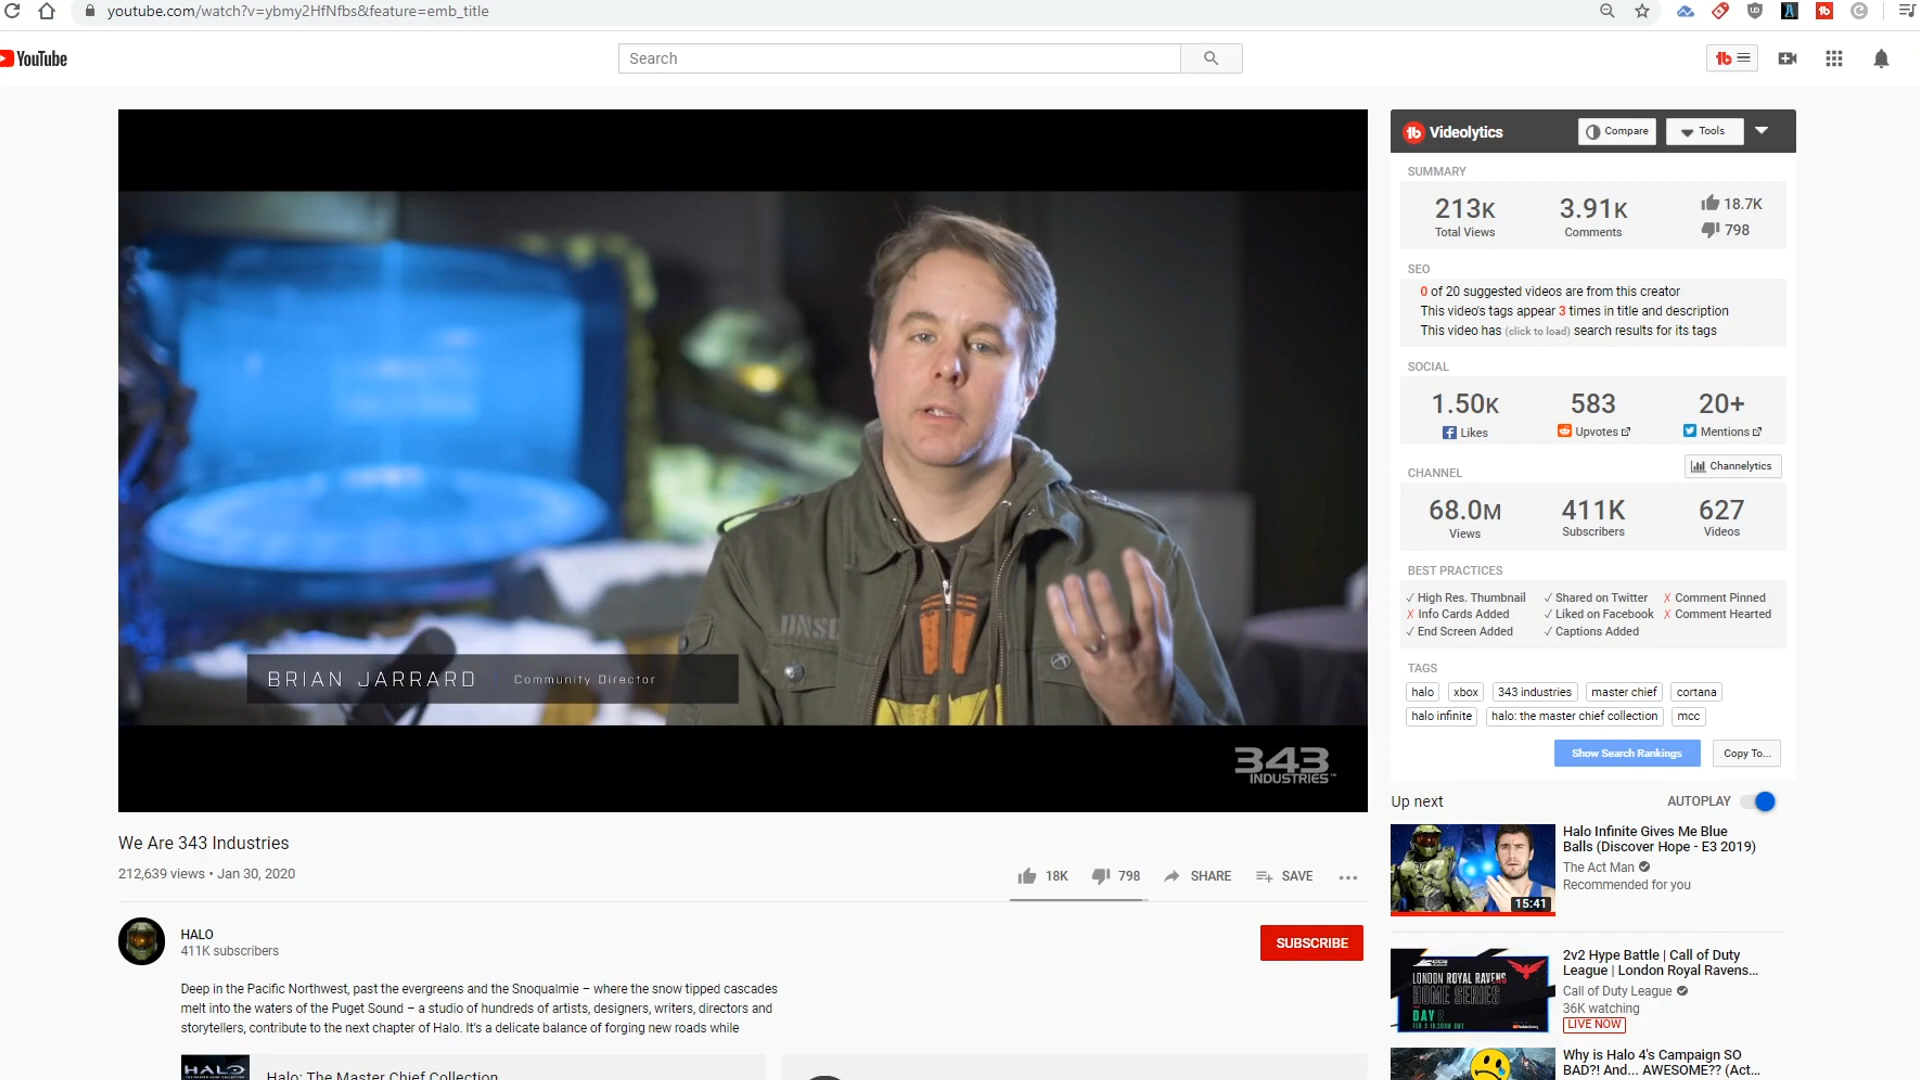 youtube.com/watch?v=ybmy2HfNfbs&feature=emb_title
YouTube
Search
Videolytics
Compare
Tools
SUMMARY
213K
Total Views
3.91K
Comments
18.7K
798
SEO
0 of 20 suggested videos are from this creator
This video's tags appear 3 times in title and description
This video has (click to load) search results for its tags
SOCIAL
1.50K
Likes
583
Upvotes
20+
Mentions
CHANNEL
Channelytics
68.0M
Views
411K
Subscribers
627
Videos
BEST PRACTICES
✓ High Res. Thumbnail ✓ Shared on Twitter ✗ Comment Pinned
✗ Info Cards Added ✓ Liked on Facebook ✗ Comment Hearted
✓ End Screen Added ✓ Captions Added
TAGS
halo xbox 343 industries master chief cortana
halo infinite halo: the master chief collection mcc
Show Search Rankings
Copy To...
BRIAN JARRARD Community Director
343
INDUSTRIES™
We Are 343 Industries
212,639 views • Jan 30, 2020
18K 798 SHARE SAVE
HALO
411K subscribers
SUBSCRIBE
Deep in the Pacific Northwest, past the evergreens and the Snoqualmie – where the snow tipped cascades
melt into the waters of the Puget Sound – a studio of hundreds of artists, designers, writers, directors and
storytellers, contribute to the next chapter of Halo. It's a delicate balance of forging new roads while
HALO
Halo: The Master Chief Collection
Up next
AUTOPLAY
15:41
Halo Infinite Gives Me Blue
Balls (Discover Hope - E3 2019)
The Act Man
Recommended for you
LONDON ROYAL RAVENS
HOME SERIES
DAY
2v2 Hype Battle | Call of Duty
League | London Royal Ravens...
Call of Duty League
36K watching
LIVE NOW
Why is Halo 4's Campaign SO
BAD?! And... AWESOME?? (Act...